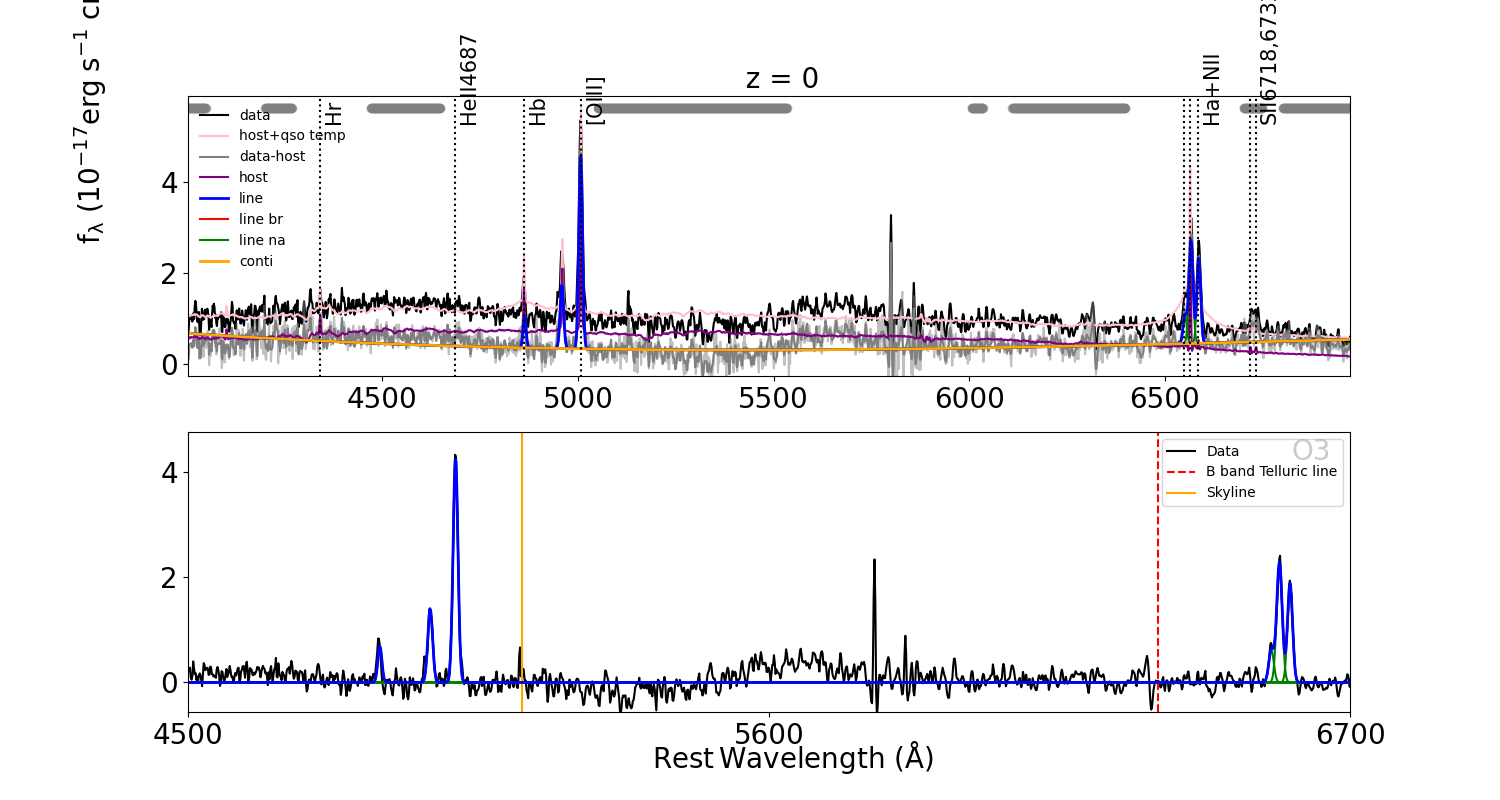 z = 0
f_λ (10^−17 erg s^−1
Hr
HeII4687
Hb
[OIII]
Ha+NII
SII6718,673
data
host+qso temp
data-host
host
line
line br
line na
conti
4
2
0
4500
5000
5500
6000
6500
O3
Data
B band Telluric line
Skyline
4
2
0
4500
5600
6700
Rest Wavelength (Å)